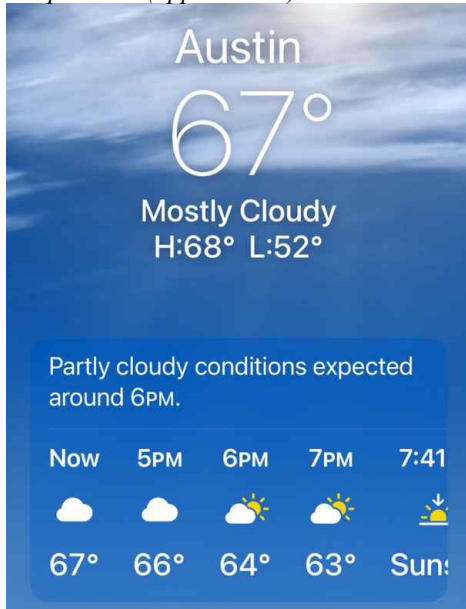 Austin
67°
Mostly Cloudy
H:68° L:52°
Partly cloudy conditions expected
around 6PM.
Now 5PM 6PM 7PM 7:41
67° 66° 64° 63°